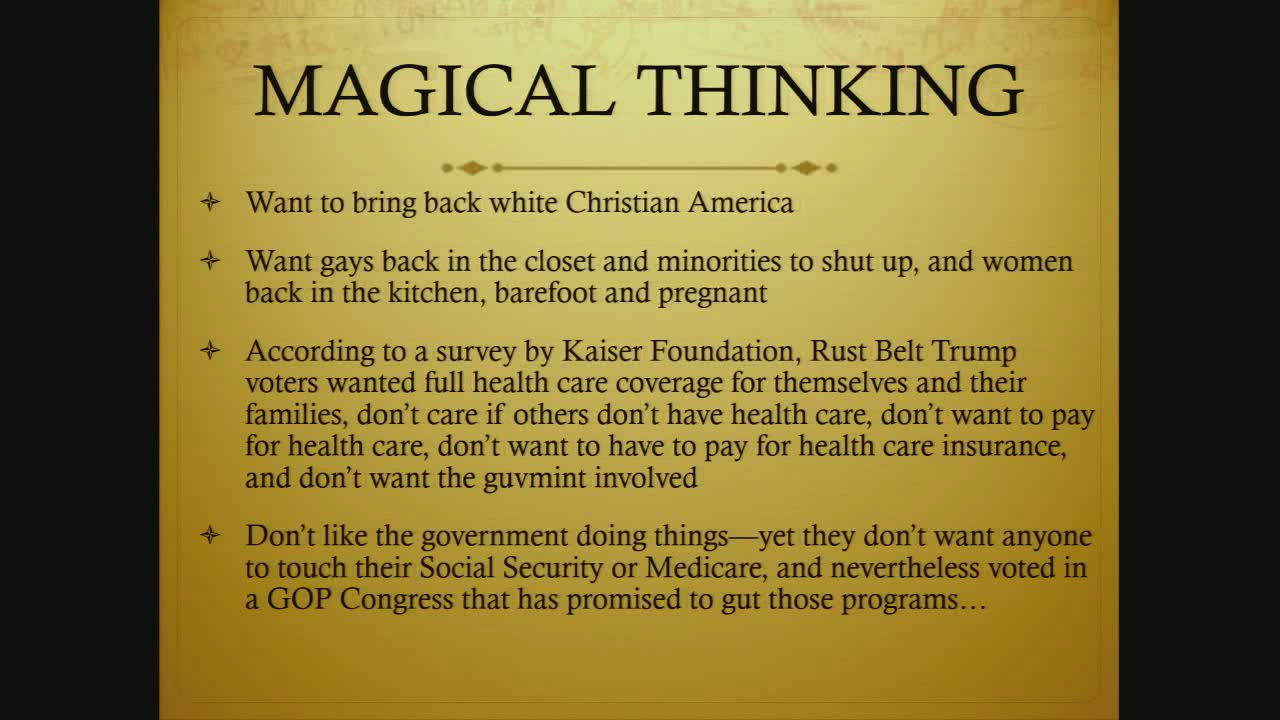 MAGICAL THINKING
Want to bring back white Christian America
Want gays back in the closet and minorities to shut up, and women
back in the kitchen, barefoot and pregnant
According to a survey by Kaiser Foundation, Rust Belt Trump
voters wanted full health care coverage for themselves and their
families, don’t care if others don’t have health care, don’t want to pay
for health care, don’t want to have to pay for health care insurance,
and don’t want the guvmint involved
Don’t like the government doing things—yet they don’t want anyone
to touch their Social Security or Medicare, and nevertheless voted in
a GOP Congress that has promised to gut those programs…